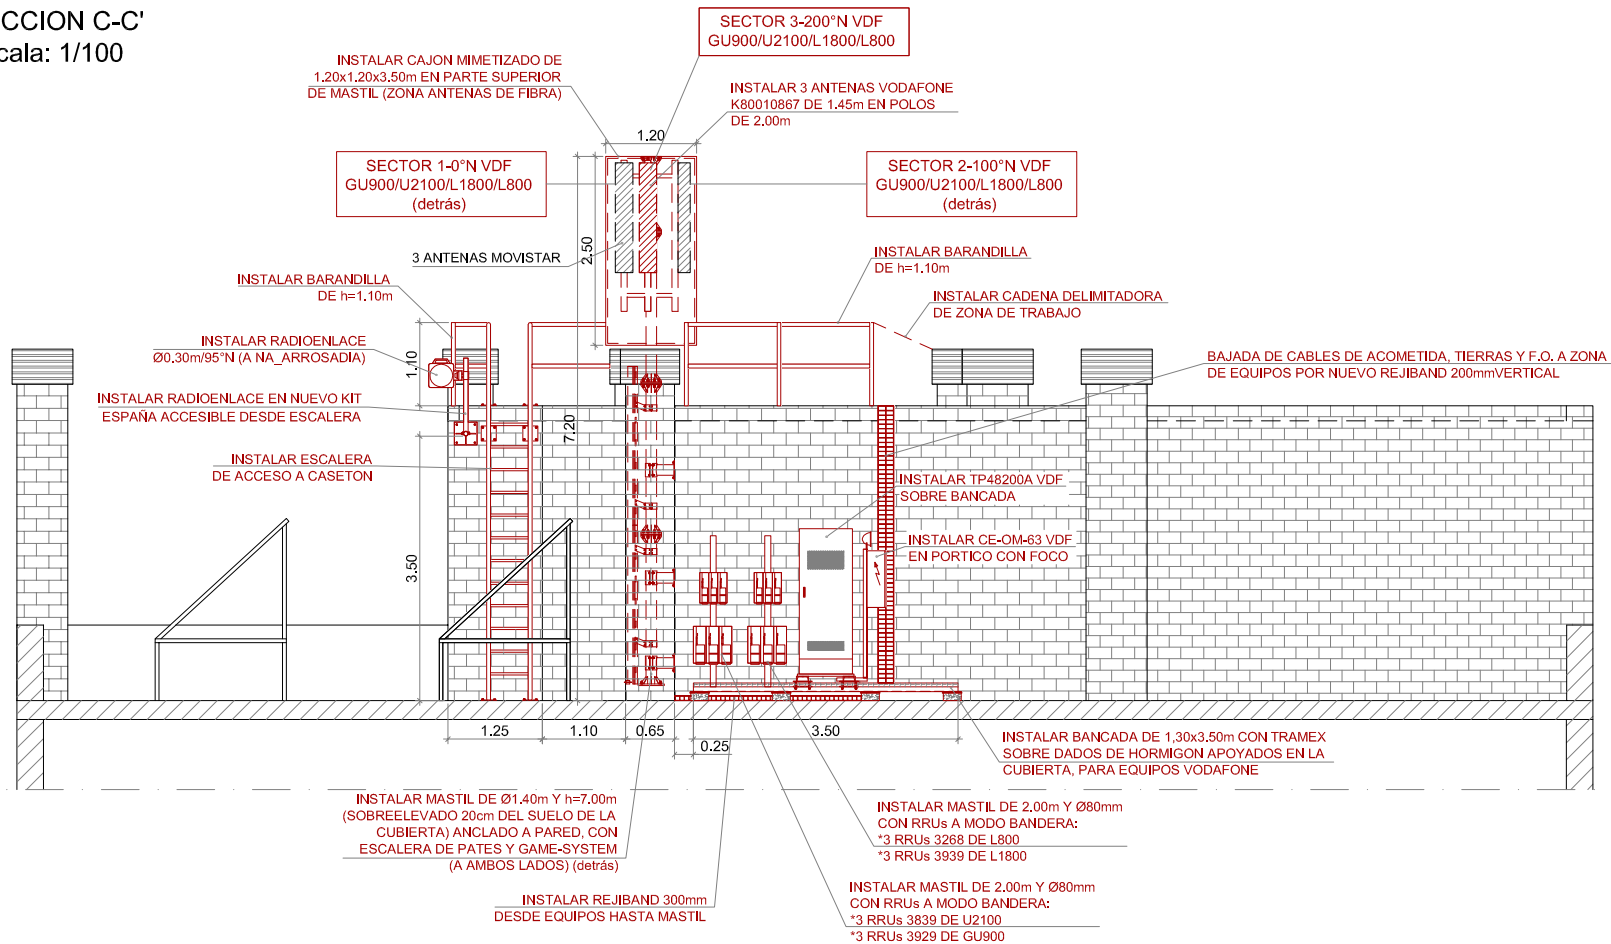 CCION C-C'
cala: 1/100
SECTOR 3-200°N VDF
GU900/U2100/L1800/L800
INSTALAR CAJON MIMETIZADO DE
1.20x1.20x3.50m EN PARTE SUPERIOR
DE MASTIL (ZONA ANTENAS DE FIBRA)
INSTALAR 3 ANTENAS VODAFONE
K80010867 DE 1.45m EN POLOS
DE 2.00m
1.20
SECTOR 1-0°N VDF
GU900/U2100/L1800/L800
(detrás)
SECTOR 2-100°N VDF
GU900/U2100/L1800/L800
(detrás)
2.50
3 ANTENAS MOVISTAR
INSTALAR BARANDILLA
DE h=1.10m
INSTALAR BARANDILLA
DE h=1.10m
INSTALAR CADENA DELIMITADORA
DE ZONA DE TRABAJO
INSTALAR RADIOENLACE
Ø0.30m/95°N (A NA_ARROSADIA)
1.10
BAJADA DE CABLES DE ACOMETIDA, TIERRAS Y F.O. A ZONA
DE EQUIPOS POR NUEVO REJIBAND 200mmVERTICAL
INSTALAR RADIOENLACE EN NUEVO KIT
ESPAÑA ACCESIBLE DESDE ESCALERA
7.20
INSTALAR ESCALERA
DE ACCESO A CASETON
INSTALAR TP48200A VDF
SOBRE BANCADA
INSTALAR CE-OM-63 VDF
EN PORTICO CON FOCO
3.50
1.25
1.10
0.65
0.25
3.50
INSTALAR BANCADA DE 1,30x3.50m CON TRAMEX
SOBRE DADOS DE HORMIGON APOYADOS EN LA
CUBIERTA, PARA EQUIPOS VODAFONE
INSTALAR MASTIL DE Ø1.40m Y h=7.00m
(SOBREELEVADO 20cm DEL SUELO DE LA
CUBIERTA) ANCLADO A PARED, CON
ESCALERA DE PATES Y GAME-SYSTEM
(A AMBOS LADOS) (detrás)
INSTALAR MASTIL DE 2.00m Y Ø80mm
CON RRUs A MODO BANDERA:
*3 RRUs 3268 DE L800
*3 RRUs 3939 DE L1800
INSTALAR REJIBAND 300mm
DESDE EQUIPOS HASTA MASTIL
INSTALAR MASTIL DE 2.00m Y Ø80mm
CON RRUs A MODO BANDERA:
*3 RRUs 3839 DE U2100
*3 RRUs 3929 DE GU900